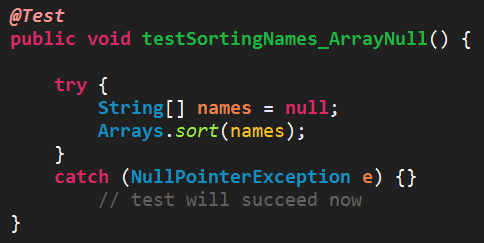 @Test
public void testSortingNames_ArrayNull() {
try {
String[] names = null;
Arrays.sort(names);
}
catch (NullPointerException e) {}
// test will succeed now
}